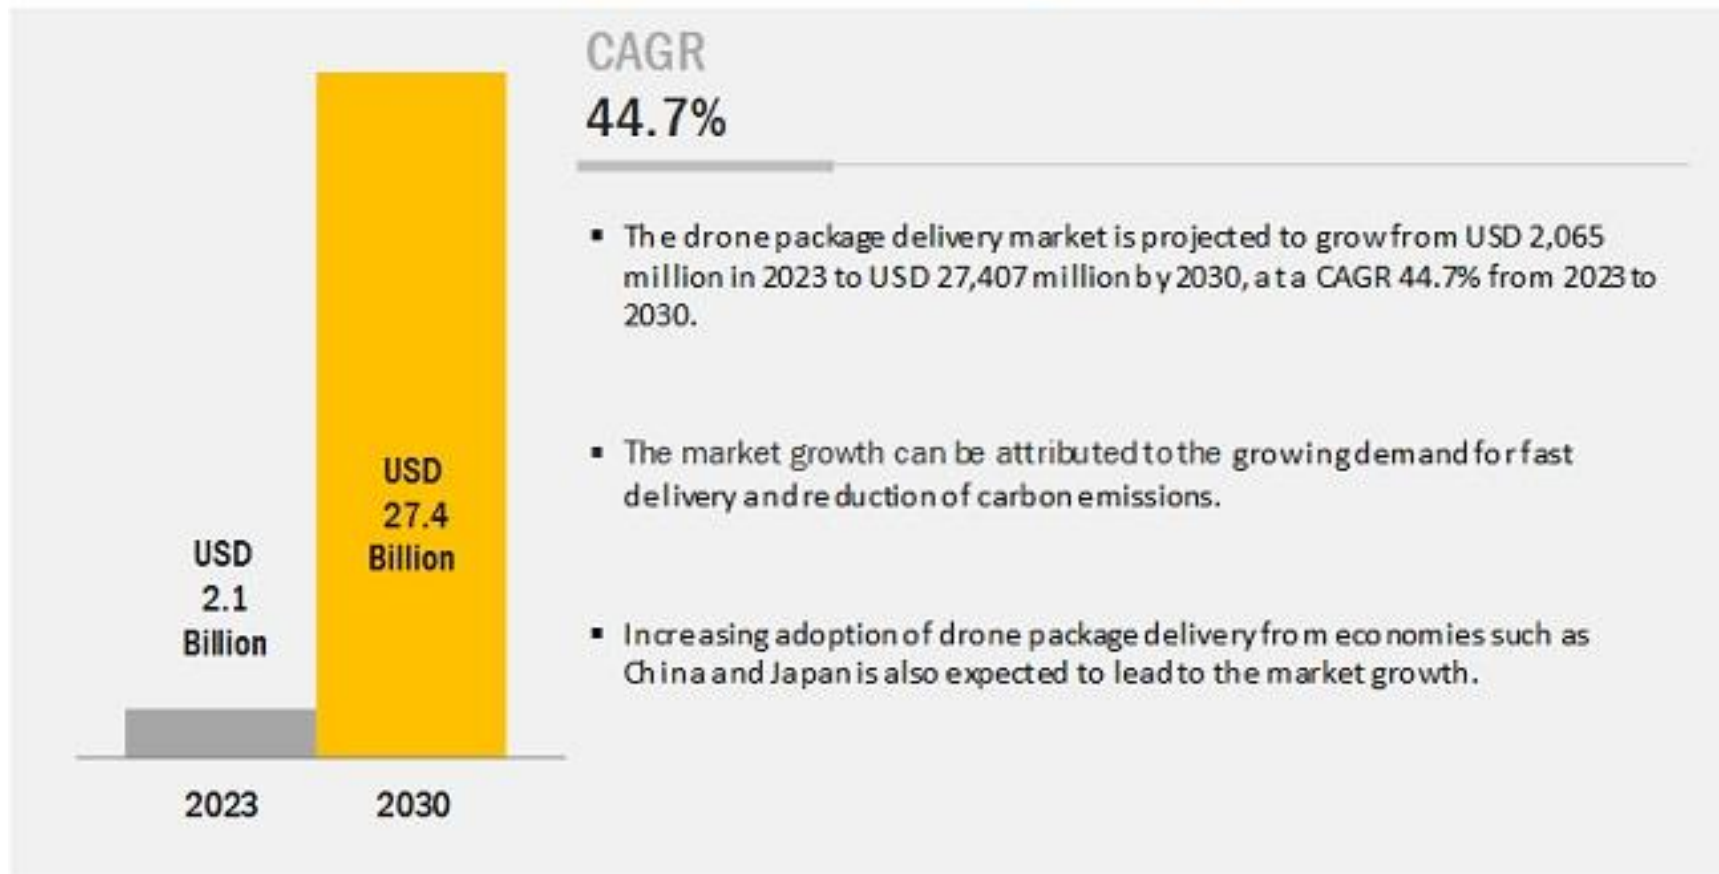 CAGR
44.7%
▪ The drone package delivery market is projected to grow from USD 2,065
million in 2023 to USD 27,407 million by 2030, at a CAGR 44.7% from 2023 to
2030.
▪ The market growth can be attributed to the growing demand for fast
delivery and reduction of carbon emissions.
▪ Increasing adoption of drone package delivery from economies such as
China and Japan is also expected to lead to the market growth.
USD
2.1
Billion
USD
27.4
Billion
2023
2030